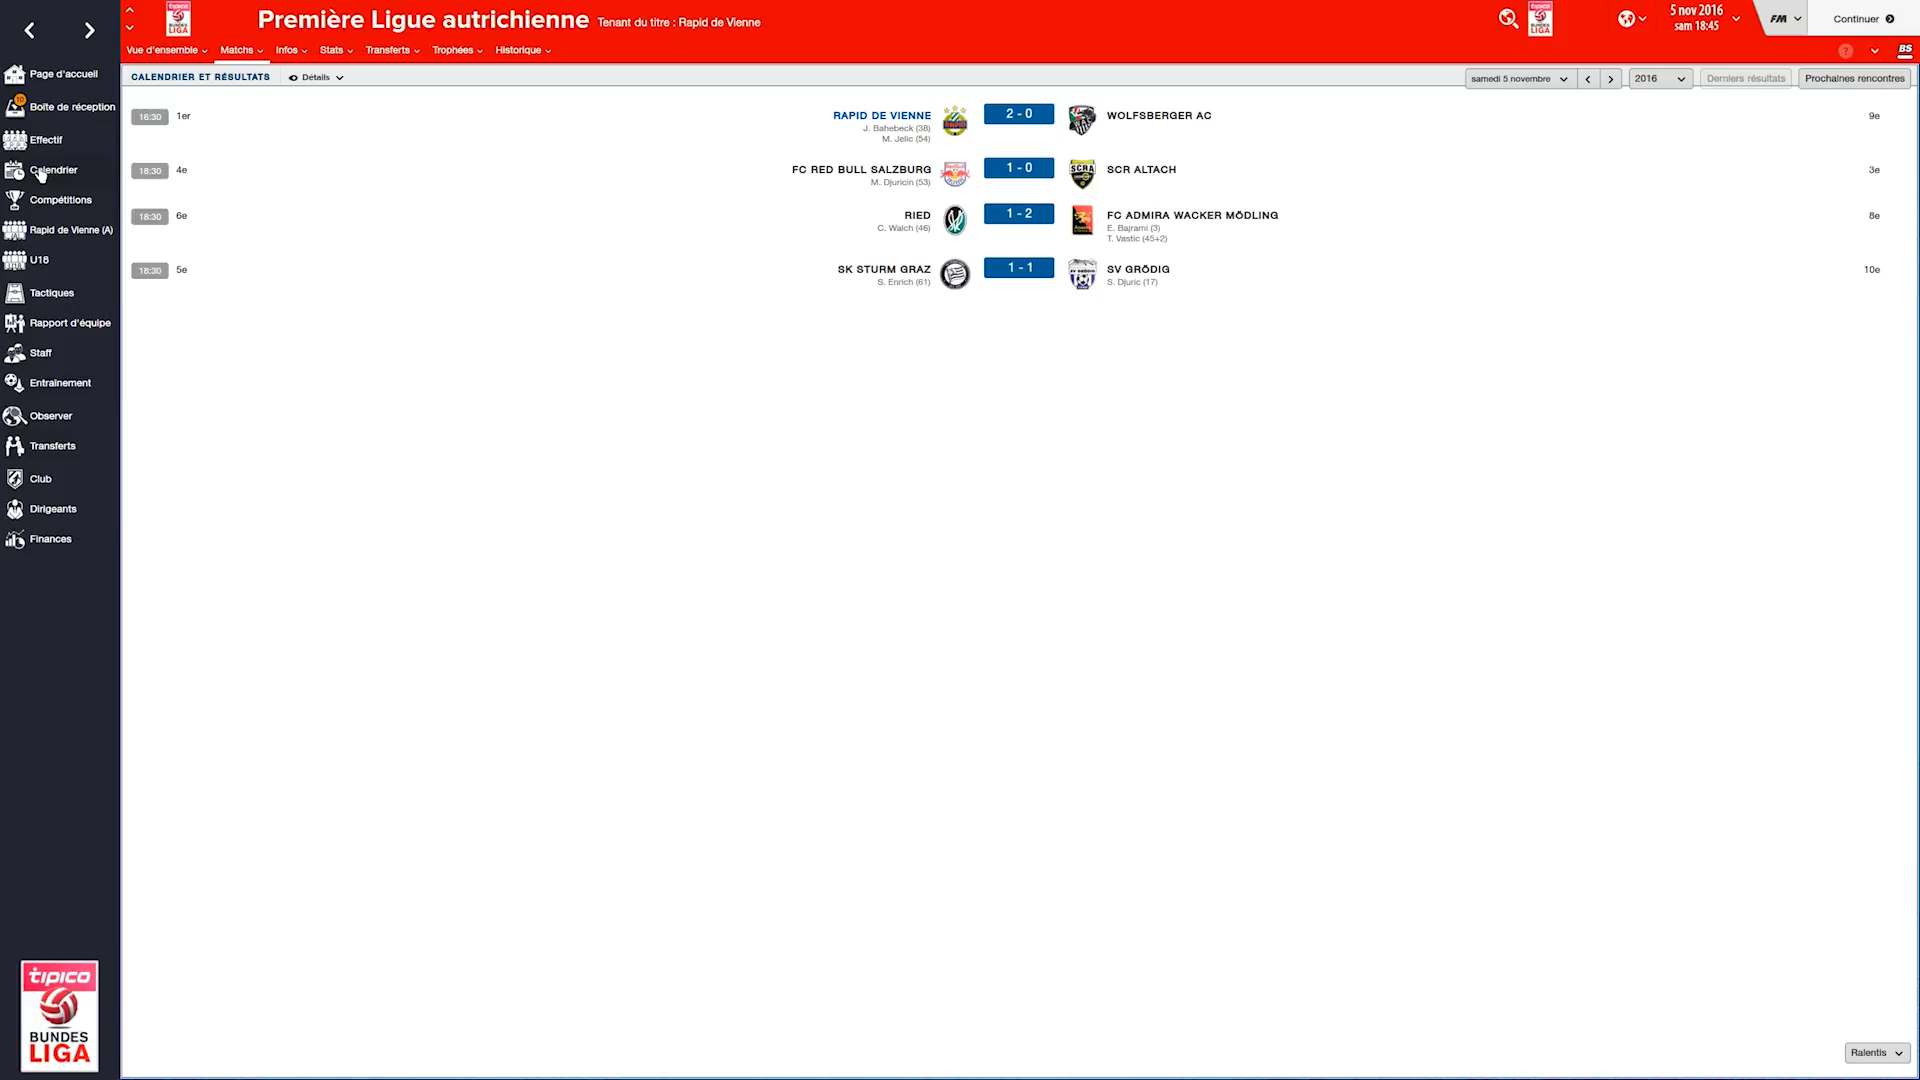 Première Ligue autrichienne Tenant du titre : Rapid de Vienne
5 nov 2016
sam 18:45
FM
Continuer
Vue d'ensemble Matchs Infos Stats Transferts Trophées Historique
? BS
CALENDRIER ET RÉSULTATS Détails
samedi 5 novembre 2016 Derniers résultats Prochaines rencontres
Page d'accueil
10
Boîte de réception
Effectif
Calendrier
Compétitions
Rapid de Vienne (A)
U18
Tactiques
Rapport d'équipe
Staff
Entraînement
Observer
Transferts
Club
Dirigeants
Finances
16:30 1er RAPID DE VIENNE 2 - 0 WOLFSBERGER AC 9e
J. Bahebeck (38)
M. Jelic (54)
18:30 4e FC RED BULL SALZBURG 1 - 0 SCR ALTACH 3e
M. Djuricin (53)
18:30 6e RIED 1 - 2 FC ADMIRA WACKER MÖDLING 8e
C. Walch (46) E. Bajrami (3)
T. Vastic (45+2)
18:30 5e SK STURM GRAZ 1 - 1 SV GRÖDIG 10e
S. Enrich (61) S. Djuric (17)
tipico
BUNDES
LIGA
Ralentis